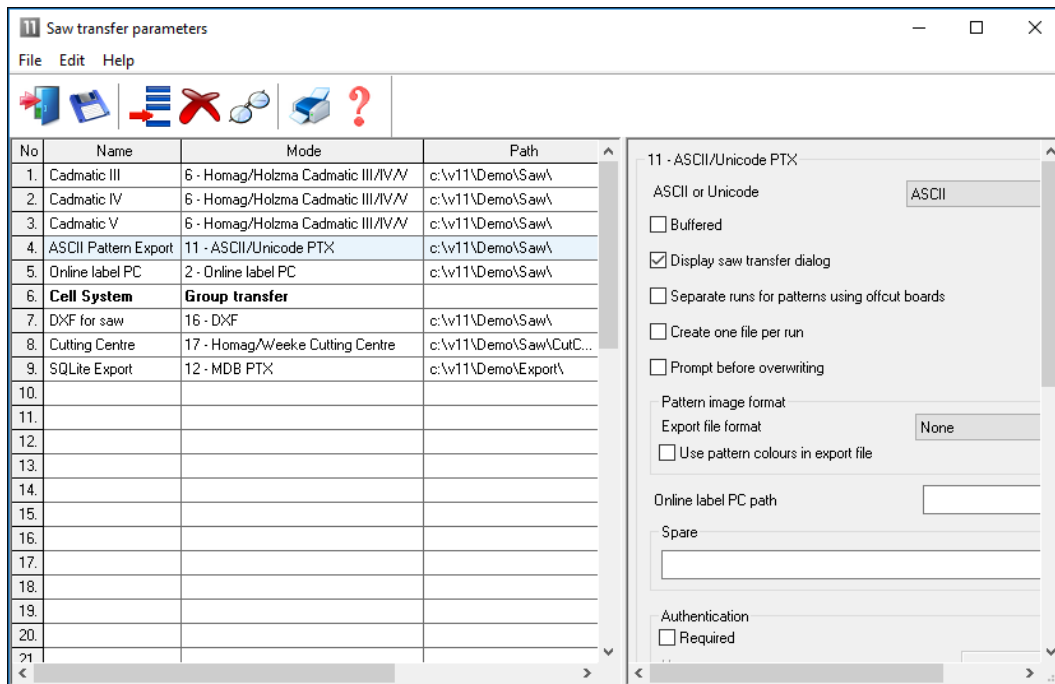 11 Saw transfer parameters
File Edit Help
No Name Mode Path
1. Cadmatic III 6 - Homag/Holzma Cadmatic III/IV/V c:\v11\Demo\Saw\
2. Cadmatic IV 6 - Homag/Holzma Cadmatic III/IV/V c:\v11\Demo\Saw\
3. Cadmatic V 6 - Homag/Holzma Cadmatic III/IV/V c:\v11\Demo\Saw\
4. ASCII Pattern Export 11 - ASCII/Unicode PTX c:\v11\Demo\Saw\
5. Online label PC 2 - Online label PC c:\v11\Demo\Saw\
6. Cell System Group transfer
7. DXF for saw 16 - DXF c:\v11\Demo\Saw\
8. Cutting Centre 17 - Homag/Weeke Cutting Centre c:\v11\Demo\Saw\CutC...
9. SQLite Export 12 - MDB PTX c:\v11\Demo\Export\
10.
11.
12.
13.
14.
15.
16.
17.
18.
19.
20.
21
11 - ASCII/Unicode PTX
ASCII or Unicode ASCII
Buffered
Display saw transfer dialog
Separate runs for patterns using offcut boards
Create one file per run
Prompt before overwriting
Pattern image format
Export file format None
Use pattern colours in export file
Online label PC path
Spare
Authentication
Required